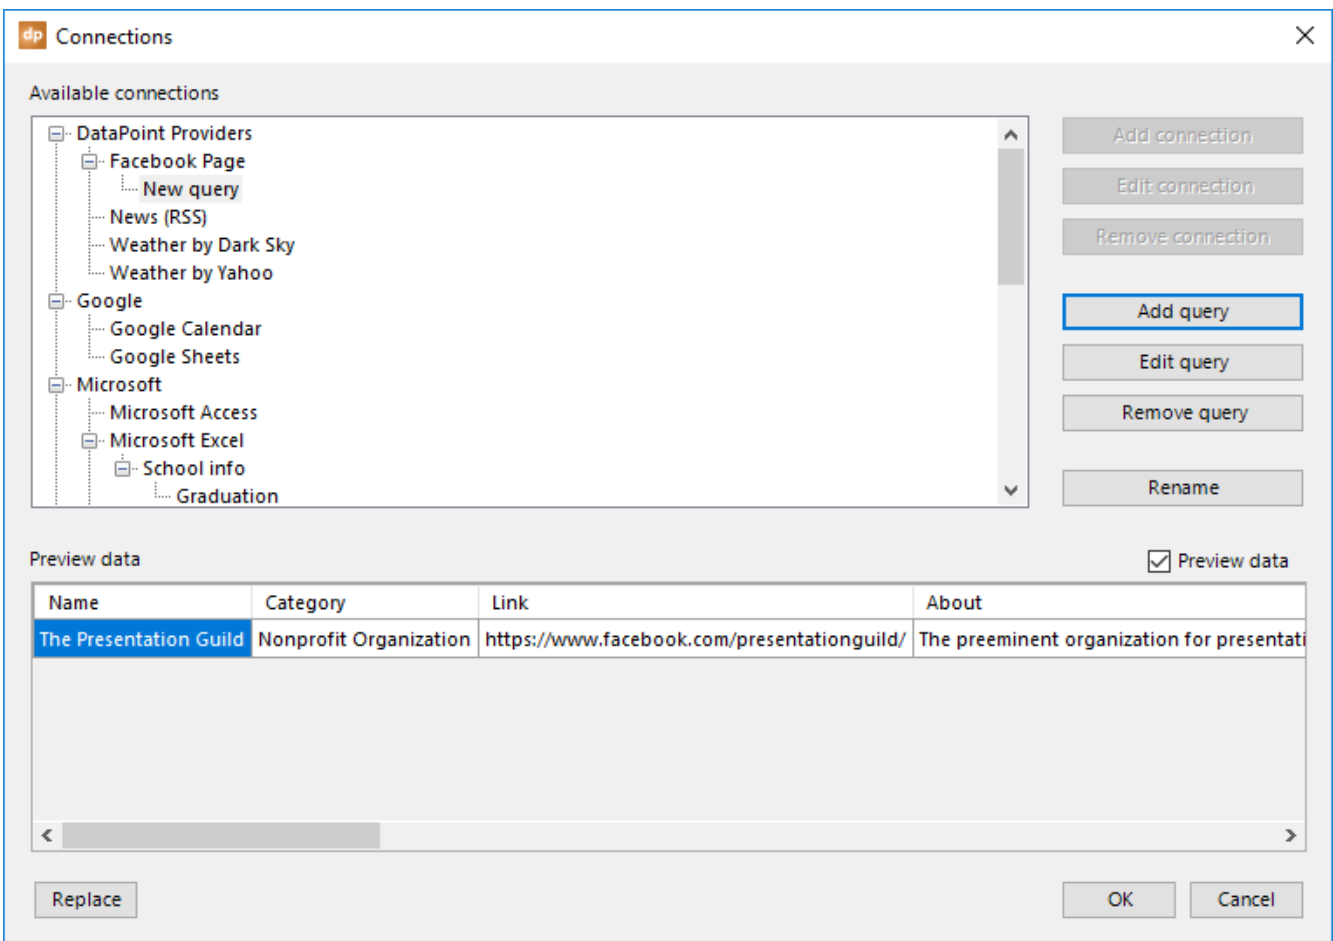 dp Connections
Available connections
DataPoint Providers
Facebook Page
New query
News (RSS)
Weather by Dark Sky
Weather by Yahoo
Google
Google Calendar
Google Sheets
Microsoft
Microsoft Access
Microsoft Excel
School info
Graduation
Add connection
Edit connection
Remove connection
Add query
Edit query
Remove query
Rename
Preview data
Preview data
Name Category Link About
The Presentation Guild Nonprofit Organization https://www.facebook.com/presentationguild/ The preeminent organization for presentati
Replace OK Cancel